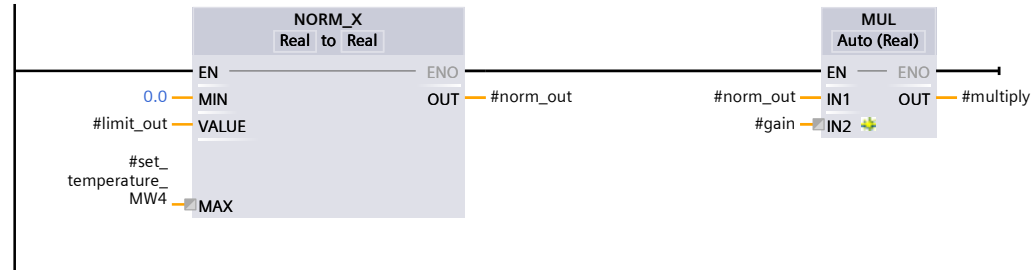 NORM_X
Real to Real
EN ENO
0.0 MIN OUT #norm_out
#limit_out VALUE
#set_
temperature_
MW4 MAX
MUL
Auto (Real)
EN ENO
#norm_out IN1 OUT #multiply
#gain IN2